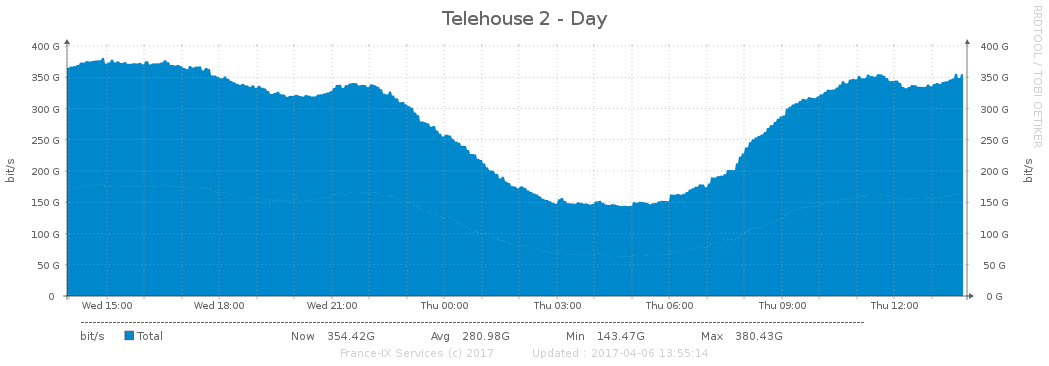 Telehouse 2 - Day
RRDTOOL / TOBI OETIKER
400 G 400 G
350 G 350 G
300 G 300 G
250 G 250 G
200 G 200 G
150 G 150 G
100 G 100 G
50 G 50 G
0 0 G
bit/s bit/s
Wed 15:00 Wed 18:00 Wed 21:00 Thu 00:00 Thu 03:00 Thu 06:00 Thu 09:00 Thu 12:00
bit/s Total Now 354.42G Avg 280.98G Min 143.47G Max 380.43G
France-IX Services (c) 2017 Updated : 2017-04-06 13:55:14